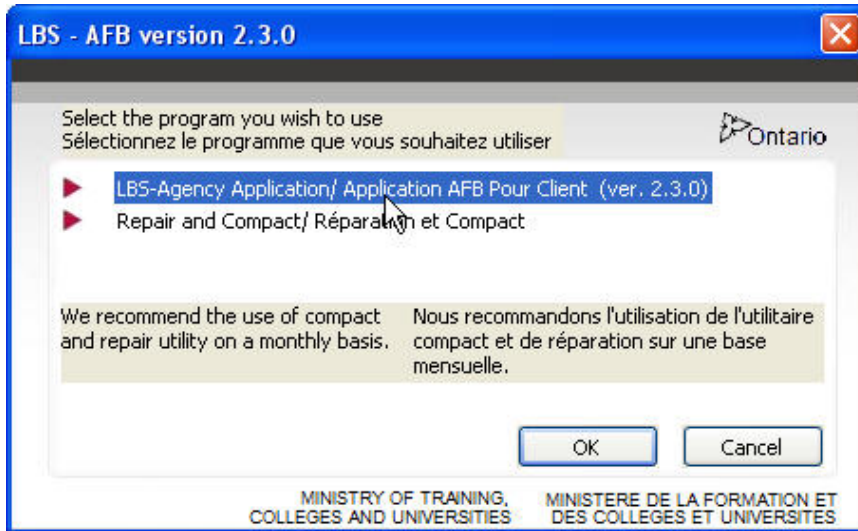 LBS - AFB version 2.3.0
Select the program you wish to use
Sélectionnez le programme que vous souhaitez utiliser
Ontario
LBS-Agency Application/ Application AFB Pour Client (ver. 2.3.0)
Repair and Compact/ Réparation et Compact
We recommend the use of compact
and repair utility on a monthly basis.
Nous recommandons l'utilisation de l'utilitaire
compact et de réparation sur une base
mensuelle.
OK
Cancel
MINISTRY OF TRAINING,
COLLEGES AND UNIVERSITIES
MINISTERE DE LA FORMATION ET
DES COLLEGES ET UNIVERSITES